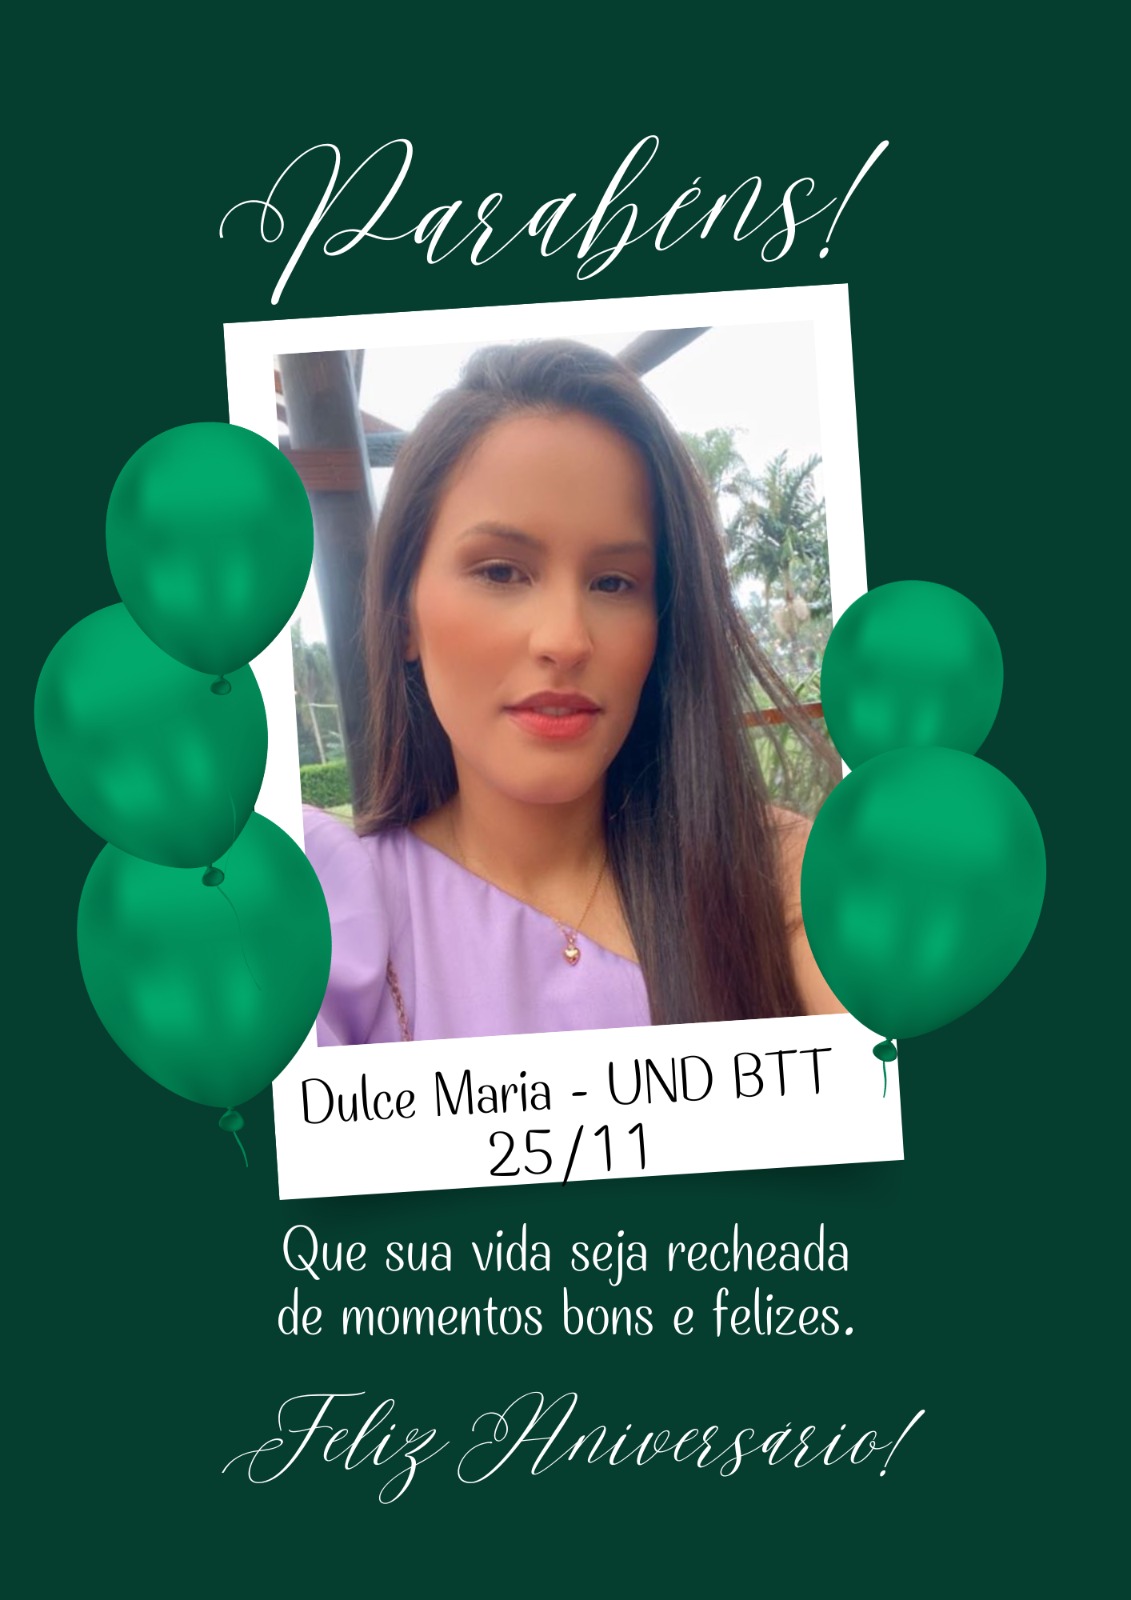 Parabéns!
Dulce Maria - UND BTT
25/11
Que sua vida seja recheada
de momentos bons e felizes.
Feliz Aniversário!